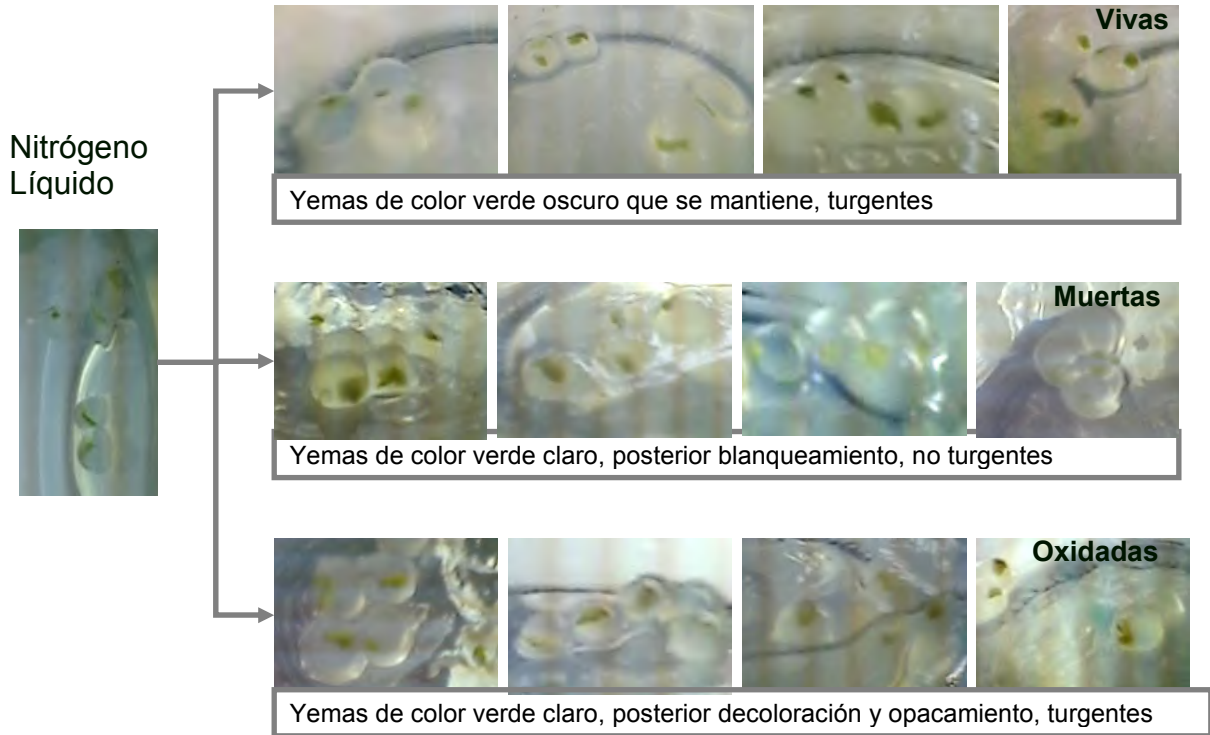 Vivas
Nitrógeno
Líquido
Yemas de color verde oscuro que se mantiene, turgentes
Muertas
Yemas de color verde claro, posterior blanqueamiento, no turgentes
Oxidadas
Yemas de color verde claro, posterior decoloración y opacamiento, turgentes